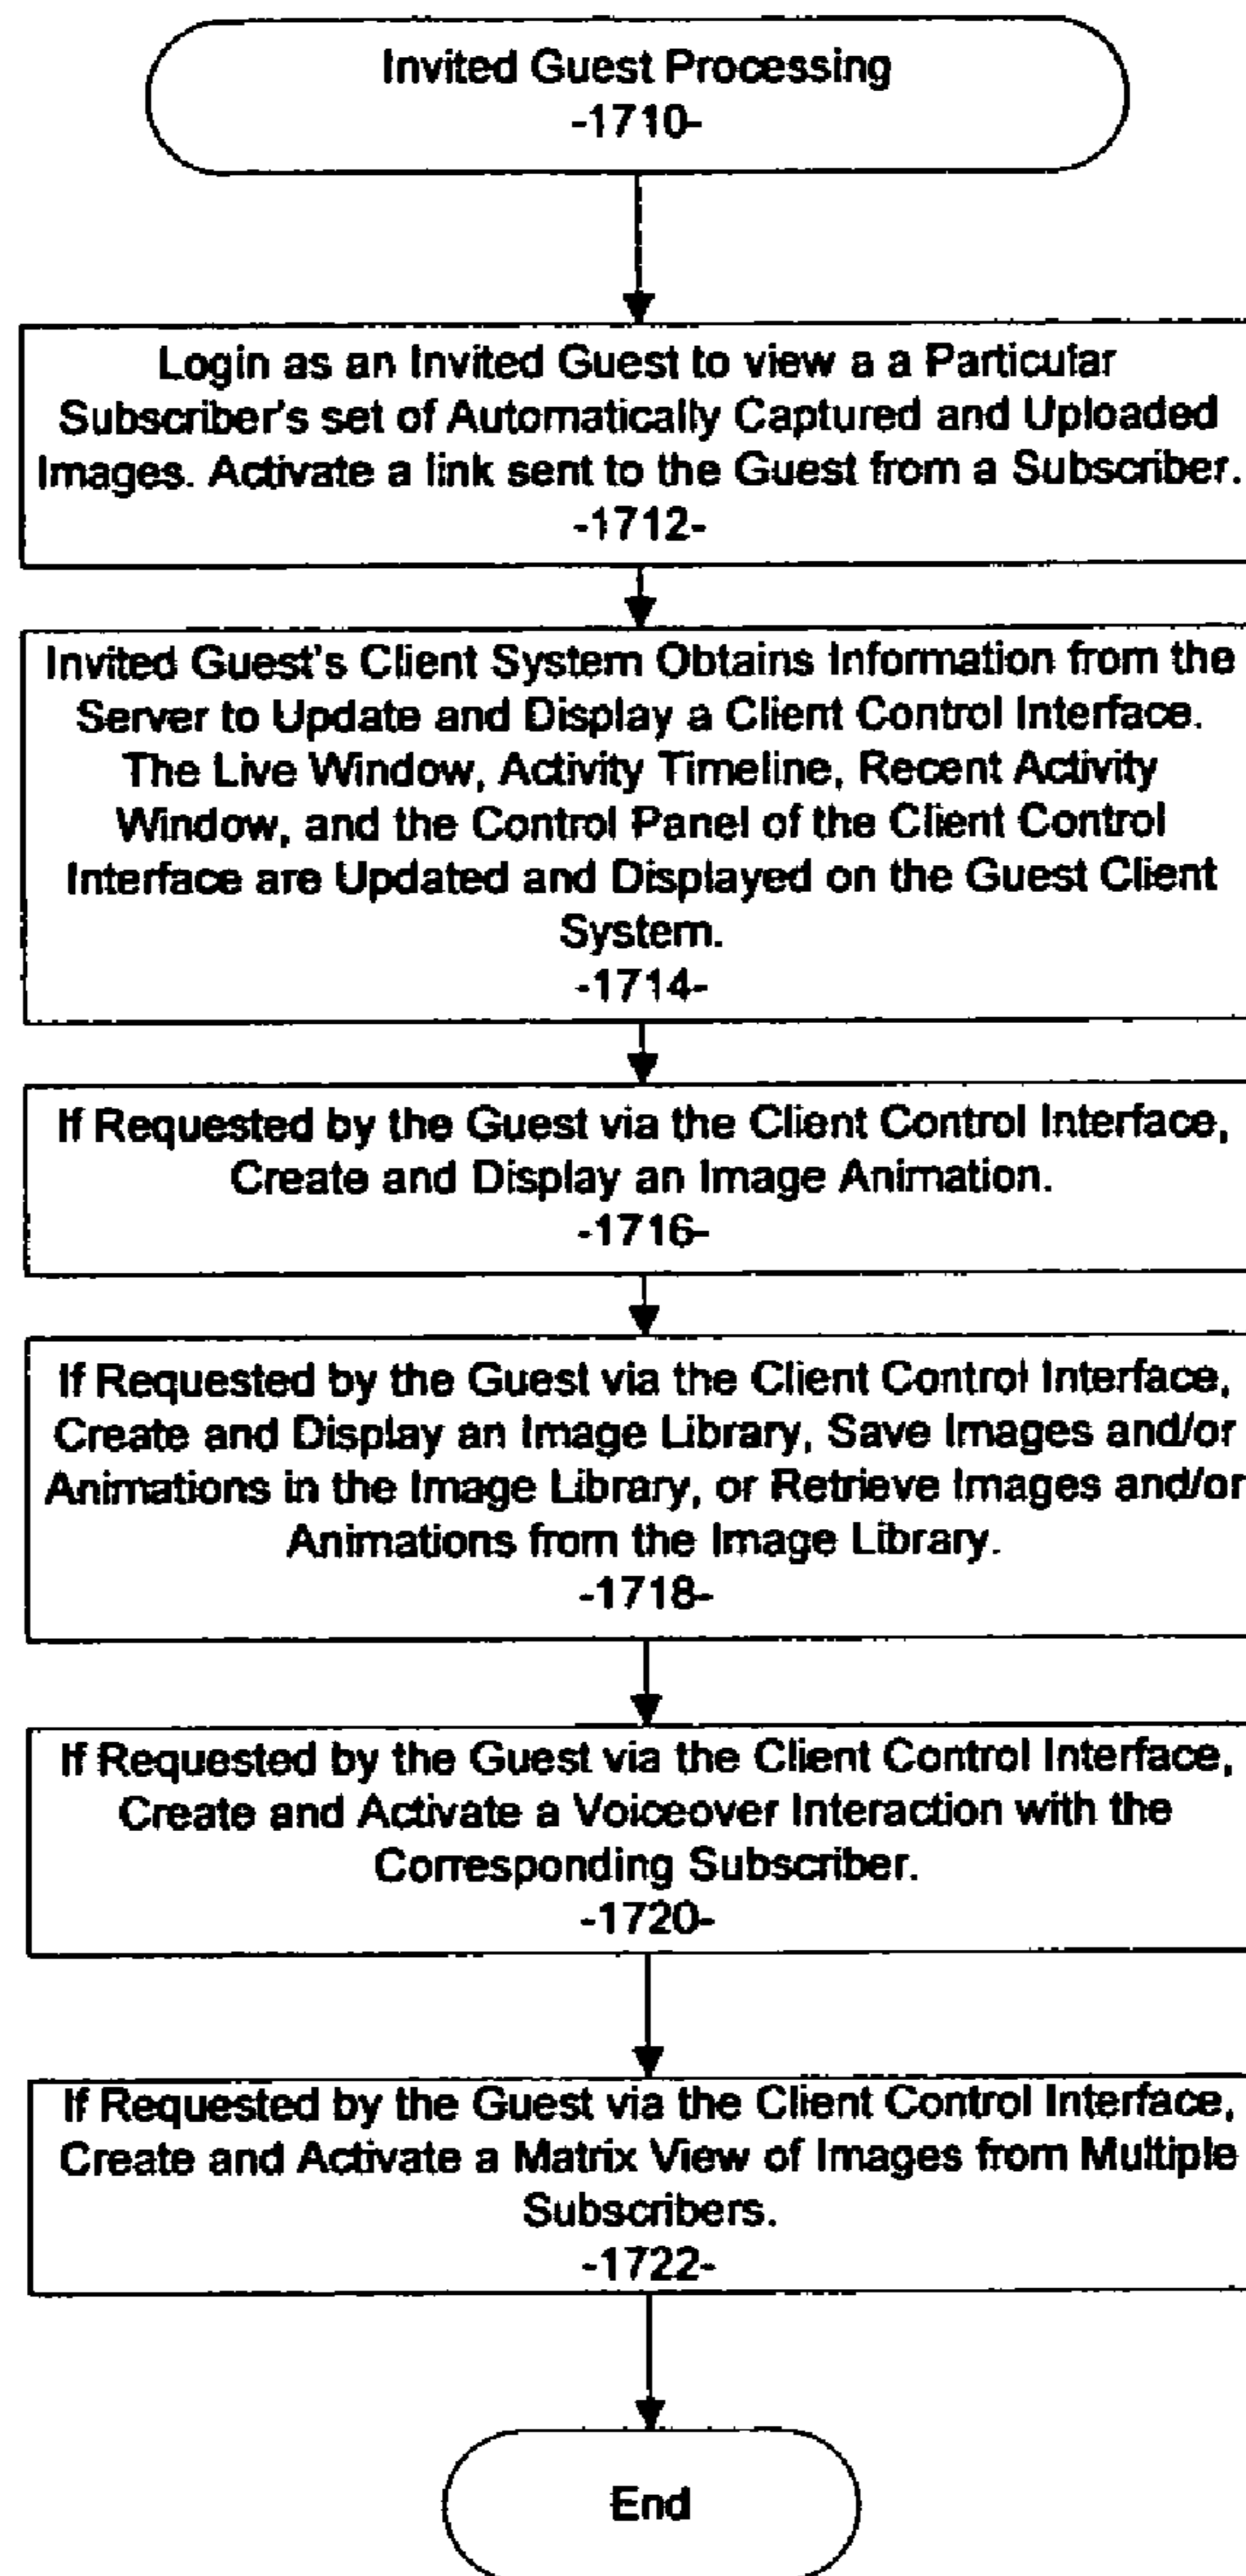 Invited Guest Processing
-1710-
Login as an Invited Guest to view a a Particular
Subscriber's set of Automatically Captured and Uploaded
Images. Activate a link sent to the Guest from a Subscriber.
-1712-
Invited Guest's Client System Obtains Information from the
Server to Update and Display a Client Control Interface.
The Live Window, Activity Timeline, Recent Activity
Window, and the Control Panel of the Client Control
Interface are Updated and Displayed on the Guest Client
System.
-1714-
If Requested by the Guest via the Client Control Interface,
Create and Display an Image Animation.
-1716-
If Requested by the Guest via the Client Control Interface,
Create and Display an Image Library, Save Images and/or
Animations in the Image Library, or Retrieve Images and/or
Animations from the Image Library.
-1718-
If Requested by the Guest via the Client Control Interface,
Create and Activate a Voiceover Interaction with the
Corresponding Subscriber.
-1720-
If Requested by the Guest via the Client Control Interface,
Create and Activate a Matrix View of Images from Multiple
Subscribers.
-1722-
End